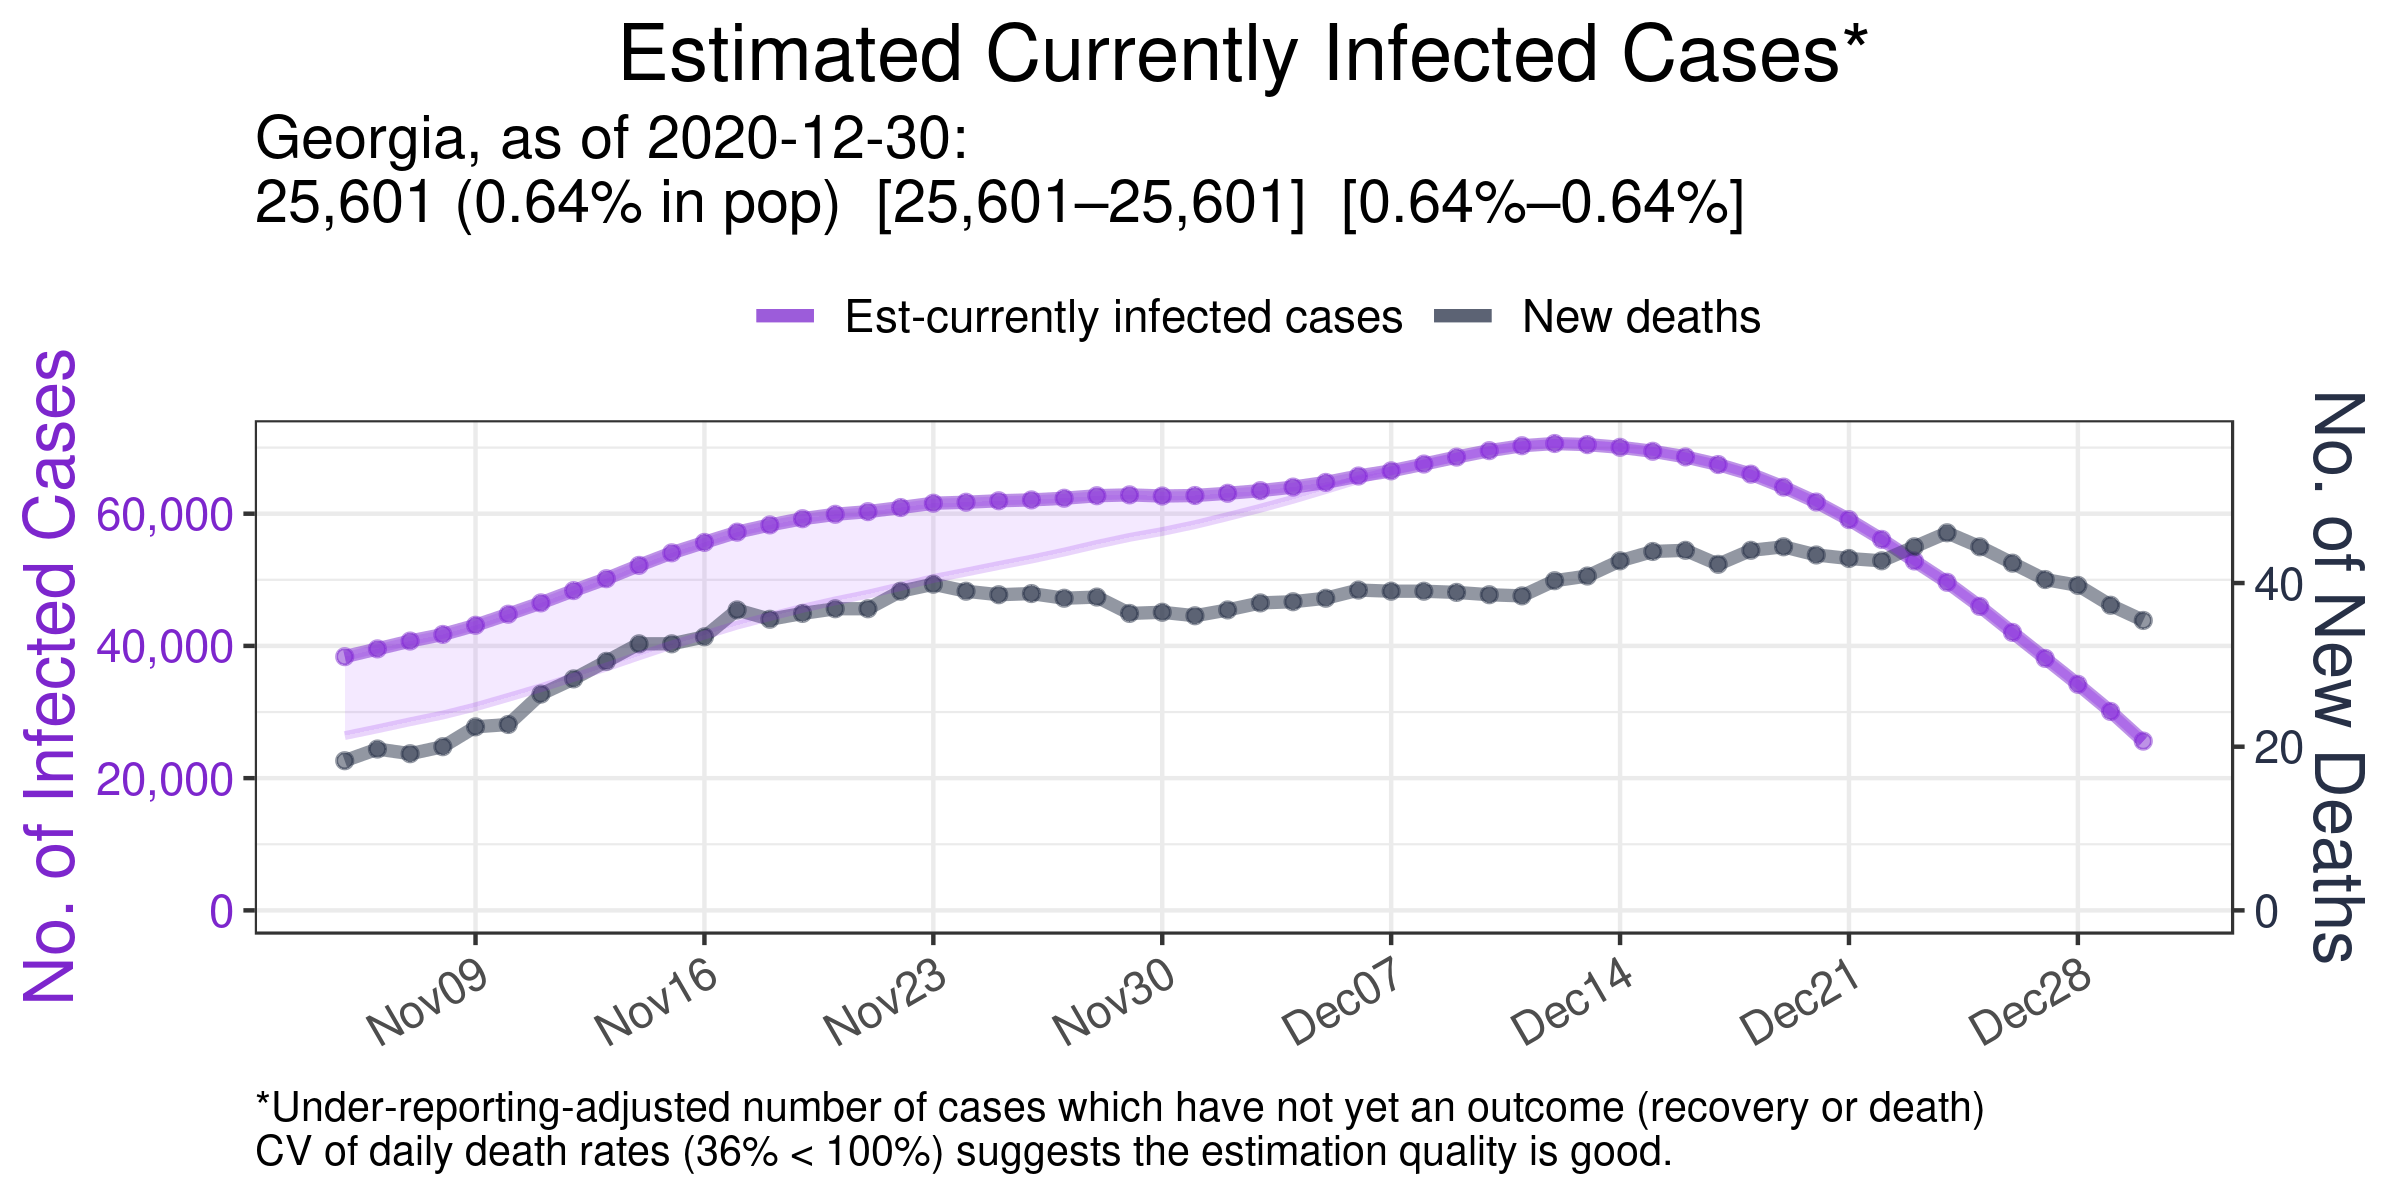 Estimated Currently Infected Cases*
Georgia, as of 2020-12-30:
25,601 (0.64% in pop)  [25,601–25,601]  [0.64%–0.64%]
Est-currently infected cases
New deaths
No. of Infected Cases
60,000
40,000
20,000
0
No. of New Deaths
40
20
0
Nov09
Nov16
Nov23
Nov30
Dec07
Dec14
Dec21
Dec28
*Under-reporting-adjusted number of cases which have not yet an outcome (recovery or death)
CV of daily death rates (36% < 100%) suggests the estimation quality is good.